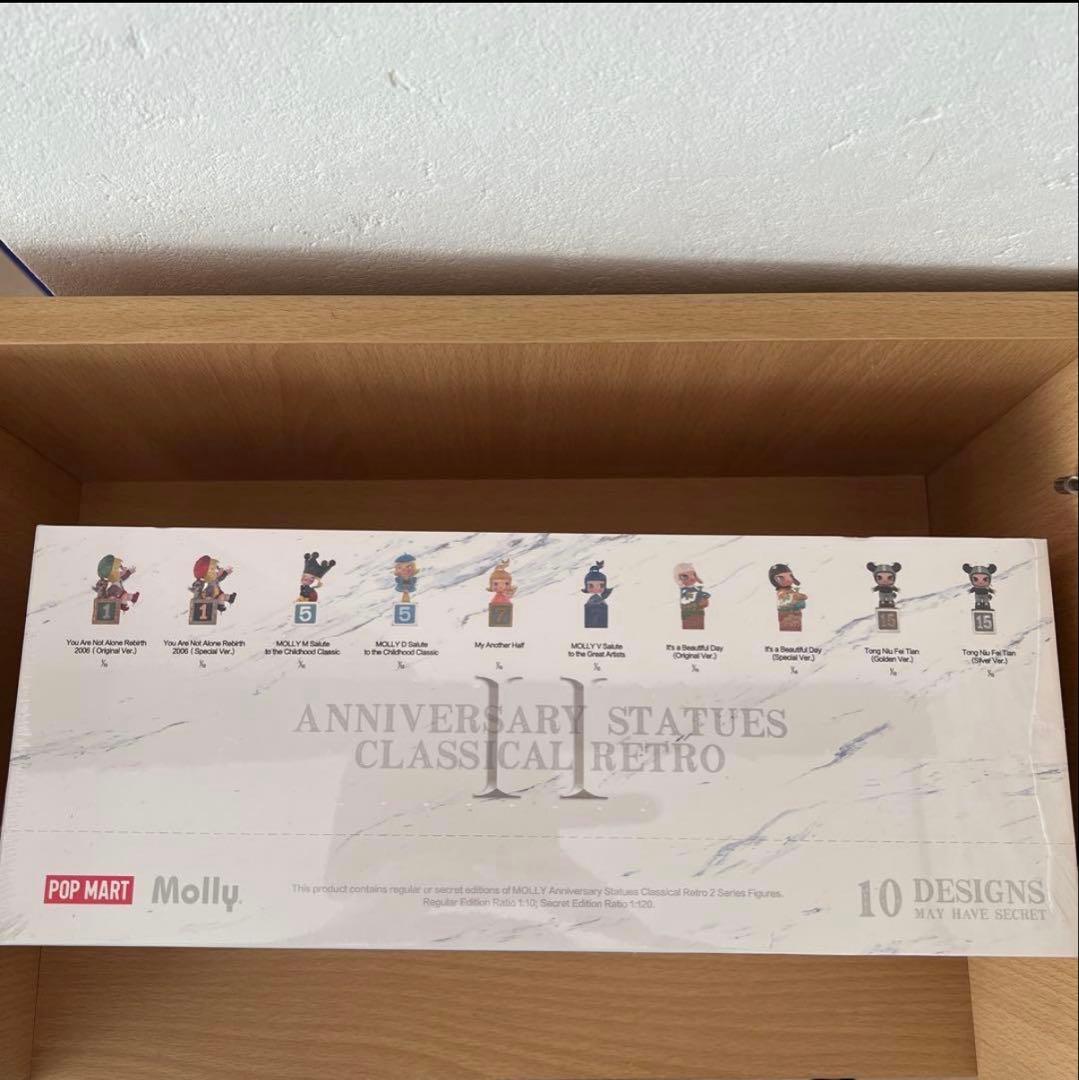 1
1
5
5
7
15
15
You Are Not Alone Rebirth
2006 ( Original Ver.)
You Are Not Alone Rebirth
2006 ( Special Ver.)
MOLLY M Salute
to the Childhood Classic
MOLLY D Salute
to the Childhood Classic
My Another Half
MOLLY V Salute
to the Great Artists
It's a Beautiful Day
(Original Ver.)
It's a Beautiful Day
(Special Ver.)
Tong Niu Fei Tian
(Golden Ver.)
Tong Niu Fei Tian
(Silver Ver.)
II
ANNIVERSARY STATUES
CLASSICAL RETRO
POP MART
Molly
This product contains regular or secret editions of MOLLY Anniversary Statues Classical Retro 2 Series Figures.
Regular Edition Ratio 1:10; Secret Edition Ratio 1:120.
10 DESIGNS
MAY HAVE SECRET